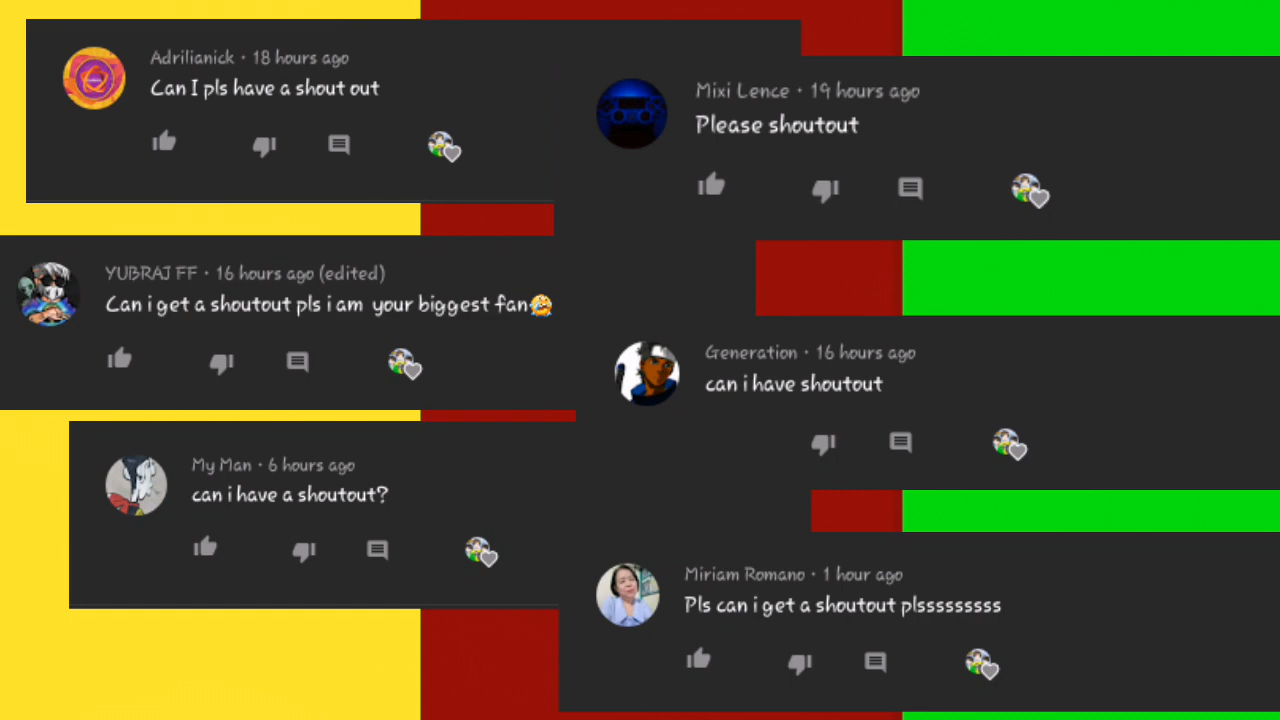 Adrilianick · 18 hours ago
Can I pls have a shout out
Mixi Lence · 19 hours ago
Please shoutout
YUBRAJ FF · 16 hours ago (edited)
Can i get a shoutout pls i am your biggest fan🤣
Generation · 16 hours ago
can i have shoutout
My Man · 6 hours ago
can i have a shoutout?
Miriam Romano · 1 hour ago
Pls can i get a shoutout plsssssssss